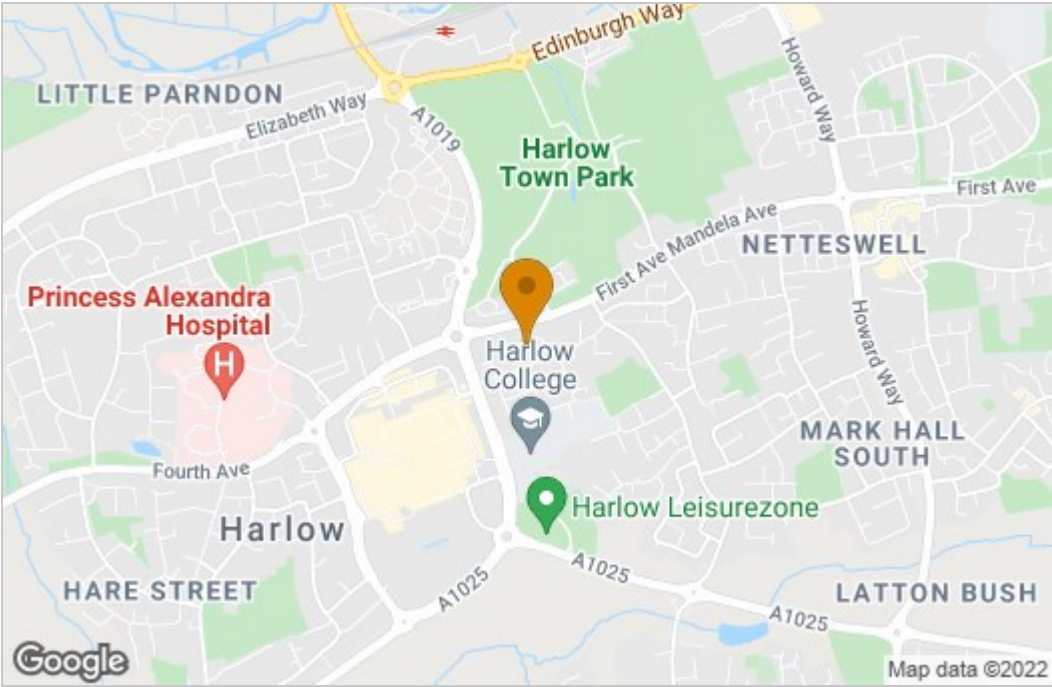 Edinburgh Way
LITTLE PARNDON
Elizabeth Way
A1019
Howard Way
Harlow
Town Park
First Ave
First Ave Mandela Ave
NETTESWELL
Princess Alexandra
Hospital
H
Howard Way
Harlow
College
MARK HALL
SOUTH
Fourth Ave
Harlow Leisurezone
Harlow
A1025
A1025
HARE STREET
LATTON BUSH
A1025
Google
Map data ©2022